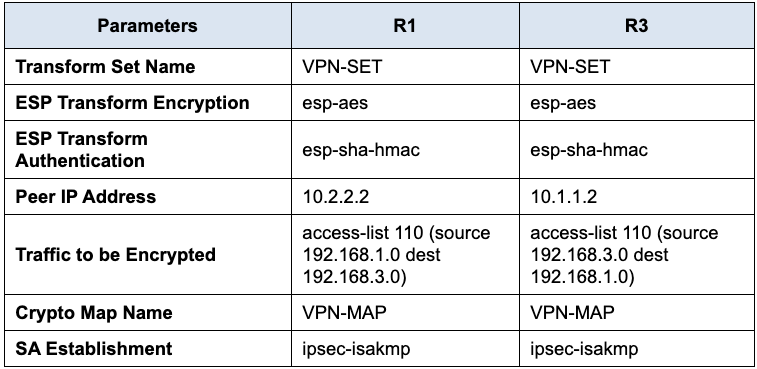 Parameters R1 R3
Transform Set Name VPN-SET VPN-SET
ESP Transform Encryption esp-aes esp-aes
ESP Transform
Authentication
esp-sha-hmac esp-sha-hmac
Peer IP Address 10.2.2.2 10.1.1.2
Traffic to be Encrypted
access-list 110 (source
192.168.1.0 dest
192.168.3.0)
access-list 110 (source
192.168.3.0 dest
192.168.1.0)
Crypto Map Name VPN-MAP VPN-MAP
SA Establishment ipsec-isakmp ipsec-isakmp